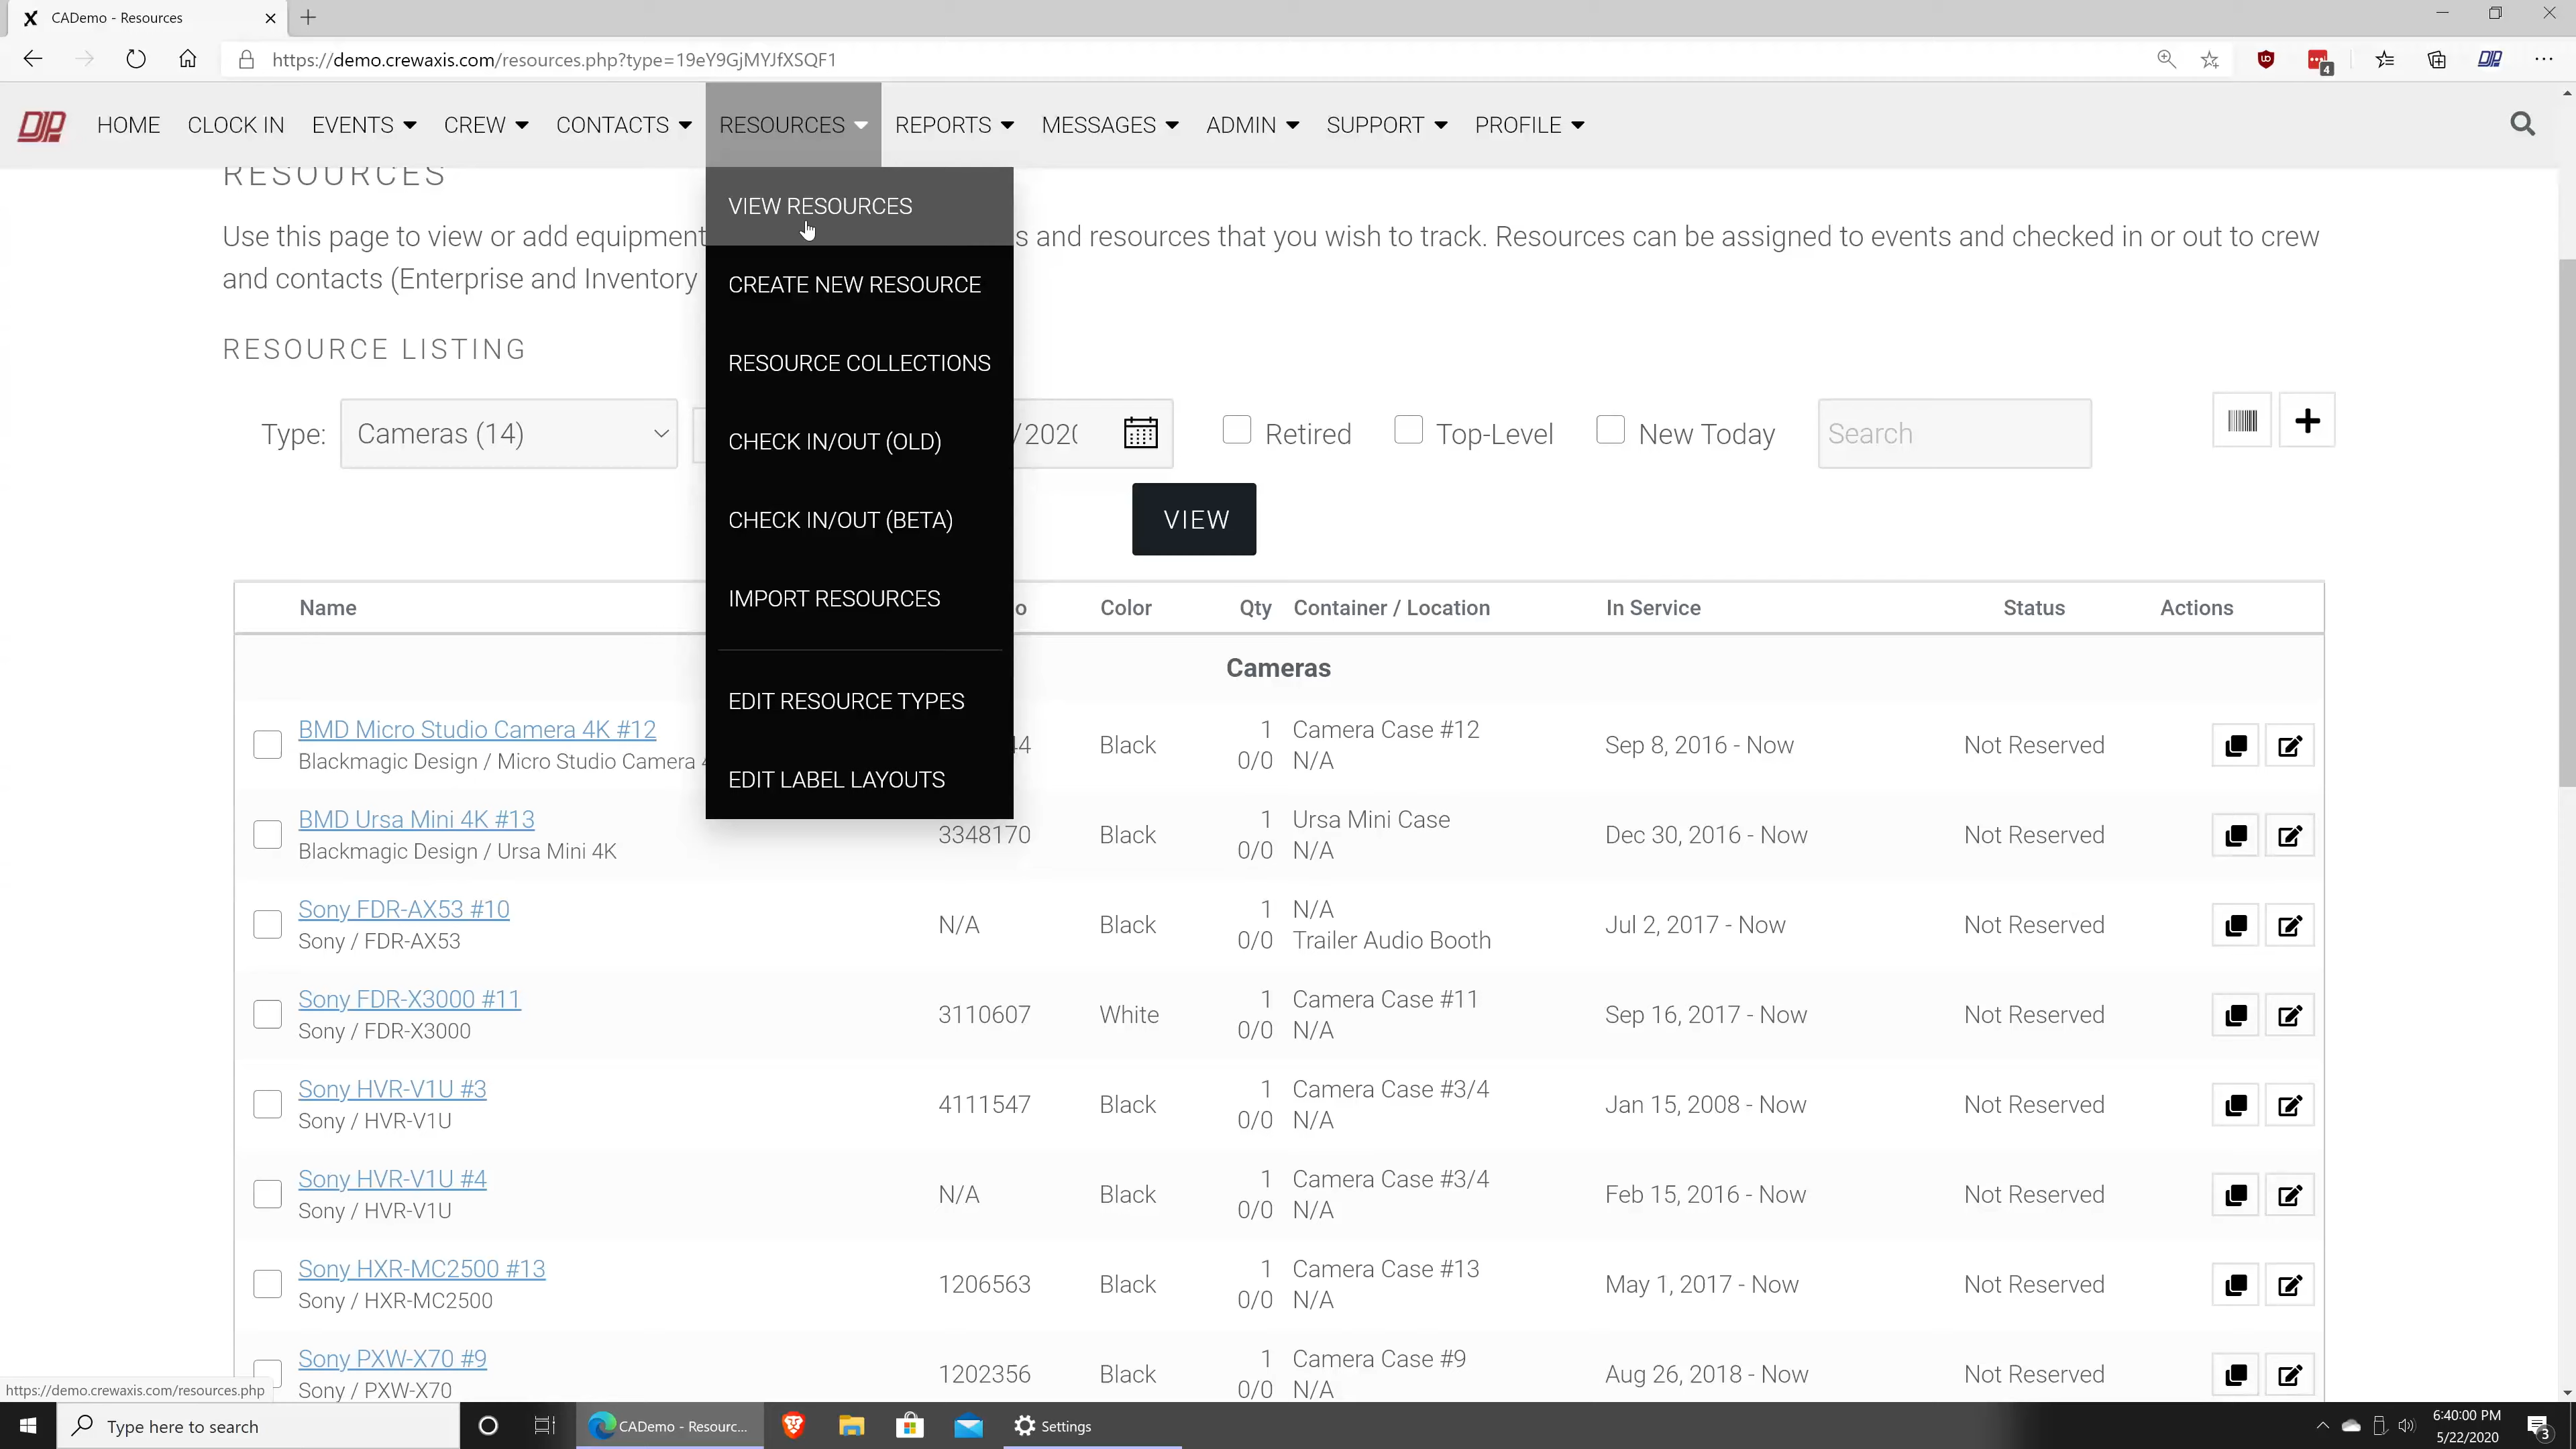 CADemo - Resources
https://demo.crewaxis.com/resources.php?type=19eY9GjMYJfXSQF1
4
DIP HOME CLOCK IN EVENTS CREW CONTACTS RESOURCES REPORTS MESSAGES ADMIN SUPPORT PROFILE
RESOURCES
VIEW RESOURCES
CREATE NEW RESOURCE
RESOURCE COLLECTIONS
CHECK IN/OUT (OLD)
CHECK IN/OUT (BETA)
IMPORT RESOURCES
EDIT RESOURCE TYPES
EDIT LABEL LAYOUTS
Use this page to view or add equipment s and resources that you wish to track. Resources can be assigned to events and checked in or out to crew
and contacts (Enterprise and Inventory
RESOURCE LISTING
Type: Cameras (14) /202 Retired Top-Level New Today Search
VIEW
Name o Color Qty Container / Location In Service Status Actions
Cameras
BMD Micro Studio Camera 4K #12 1 Camera Case #12
Blackmagic Design / Micro Studio Camera 44 Black 0/0 N/A Sep 8, 2016 - Now Not Reserved
BMD Ursa Mini 4K #13 1 Ursa Mini Case
Blackmagic Design / Ursa Mini 4K 3348170 Black 0/0 N/A Dec 30, 2016 - Now Not Reserved
Sony FDR-AX53 #10 1 N/A
Sony / FDR-AX53 N/A Black 0/0 Trailer Audio Booth Jul 2, 2017 - Now Not Reserved
Sony FDR-X3000 #11 1 Camera Case #11
Sony / FDR-X3000 3110607 White 0/0 N/A Sep 16, 2017 - Now Not Reserved
Sony HVR-V1U #3 1 Camera Case #3/4
Sony / HVR-V1U 4111547 Black 0/0 N/A Jan 15, 2008 - Now Not Reserved
Sony HVR-V1U #4 1 Camera Case #3/4
Sony / HVR-V1U N/A Black 0/0 N/A Feb 15, 2016 - Now Not Reserved
Sony HXR-MC2500 #13 1 Camera Case #13
Sony / HXR-MC2500 1206563 Black 0/0 N/A May 1, 2017 - Now Not Reserved
Sony PXW-X70 #9 1 Camera Case #9
Sony / PXW-X70 1202356 Black 0/0 N/A Aug 26, 2018 - Now Not Reserved
https://demo.crewaxis.com/resources.php
Type here to search CADemo - Resourc... Settings 6:40:00 PM
5/22/2020
3